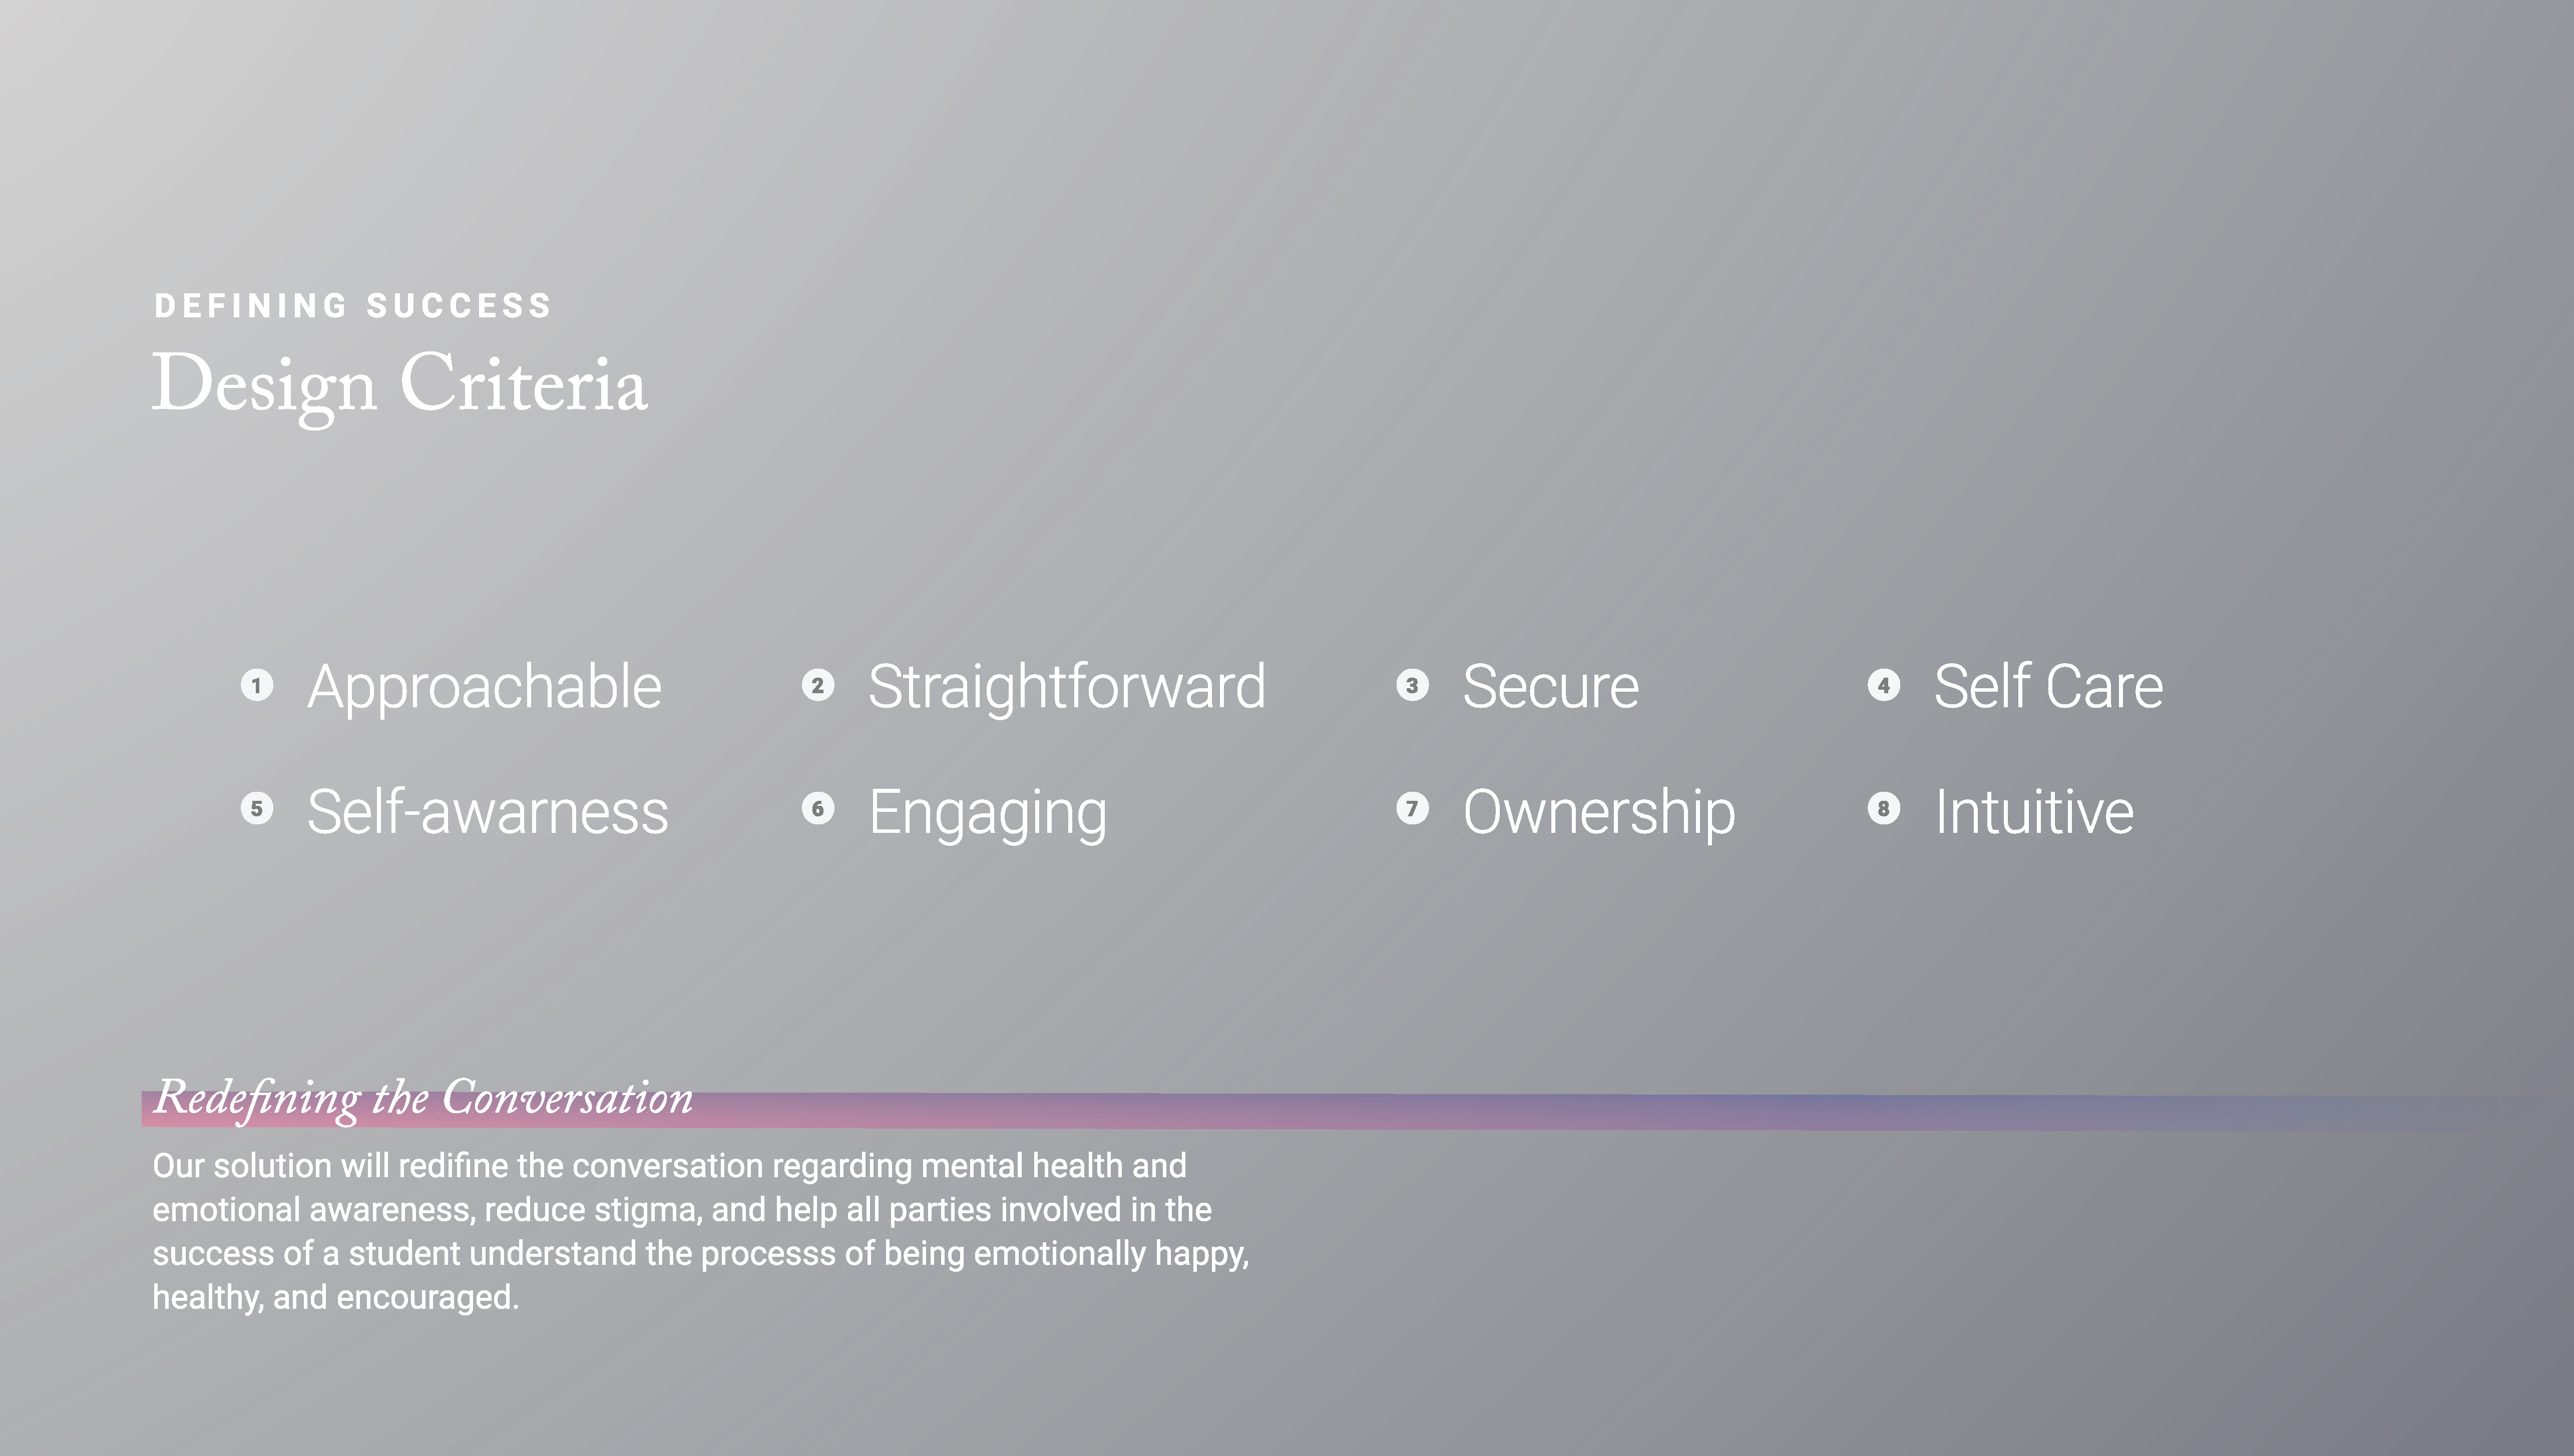 DEFINING SUCCESS
Design Criteria
1 Approachable
2 Straightforward
3 Secure
4 Self Care
5 Self-awarness
6 Engaging
7 Ownership
8 Intuitive
Redefining the Conversation
Our solution will redifine the conversation regarding mental health and
emotional awareness, reduce stigma, and help all parties involved in the
success of a student understand the processs of being emotionally happy,
healthy, and encouraged.